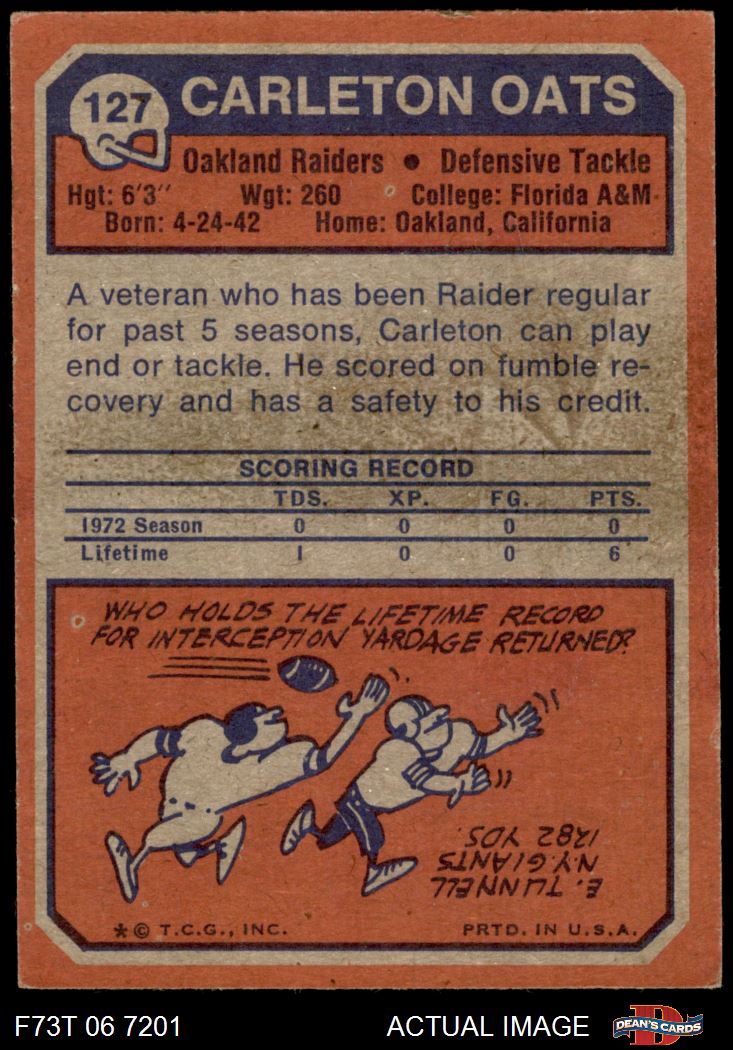 127
CARLETON OATS
Oakland Raiders • Defensive Tackle
Hgt: 6'3" Wgt: 260 College: Florida A&M
Born: 4-24-42 Home: Oakland, California
A veteran who has been Raider regular
for past 5 seasons, Carleton can play
end or tackle. He scored on fumble re-
covery and has a safety to his credit.
SCORING RECORD
TDS. XP. FG. PTS.
1972 Season 0 0 0 0
Lifetime 1 0 0 6
WHO HOLDS THE LIFETIME RECORD
FOR INTERCEPTION YARDAGE RETURNED?
E. TUNNELL
N.Y. GIANTS
1282 YDS.
* © T.C.G., INC. PRTD. IN U.S.A.
F73T 06 7201 ACTUAL IMAGE
D
DEAN'S CARDS